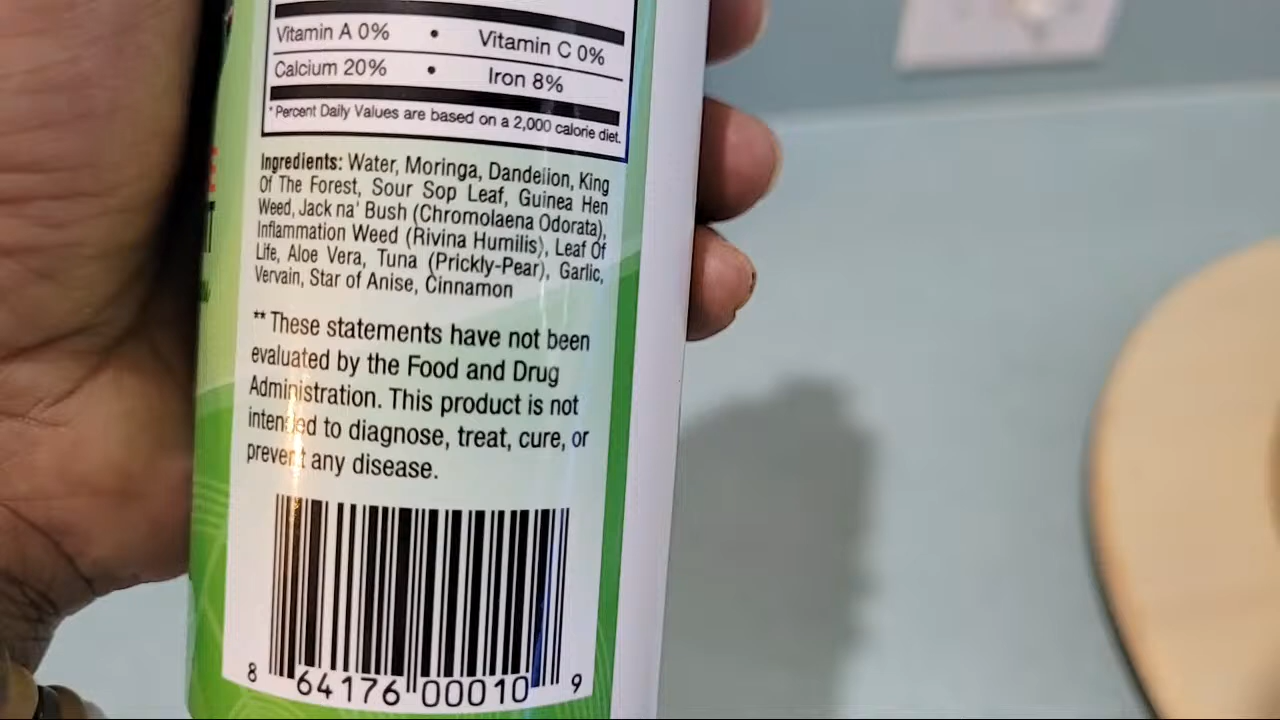 Vitamin A 0% • Vitamin C 0%
Calcium 20% • Iron 8%
* Percent Daily Values are based on a 2,000 calorie diet.
Ingredients: Water, Moringa, Dandelion, King
Of The Forest, Sour Sop Leaf, Guinea Hen
Weed, Jack na' Bush (Chromolaena Odorata),
Inflammation Weed (Rivina Humilis), Leaf Of
Life, Aloe Vera, Tuna (Prickly-Pear), Garlic,
Vervain, Star of Anise, Cinnamon
** These statements have not been
evaluated by the Food and Drug
Administration. This product is not
intended to diagnose, treat, cure, or
prevent any disease.
8 64176 00010 9